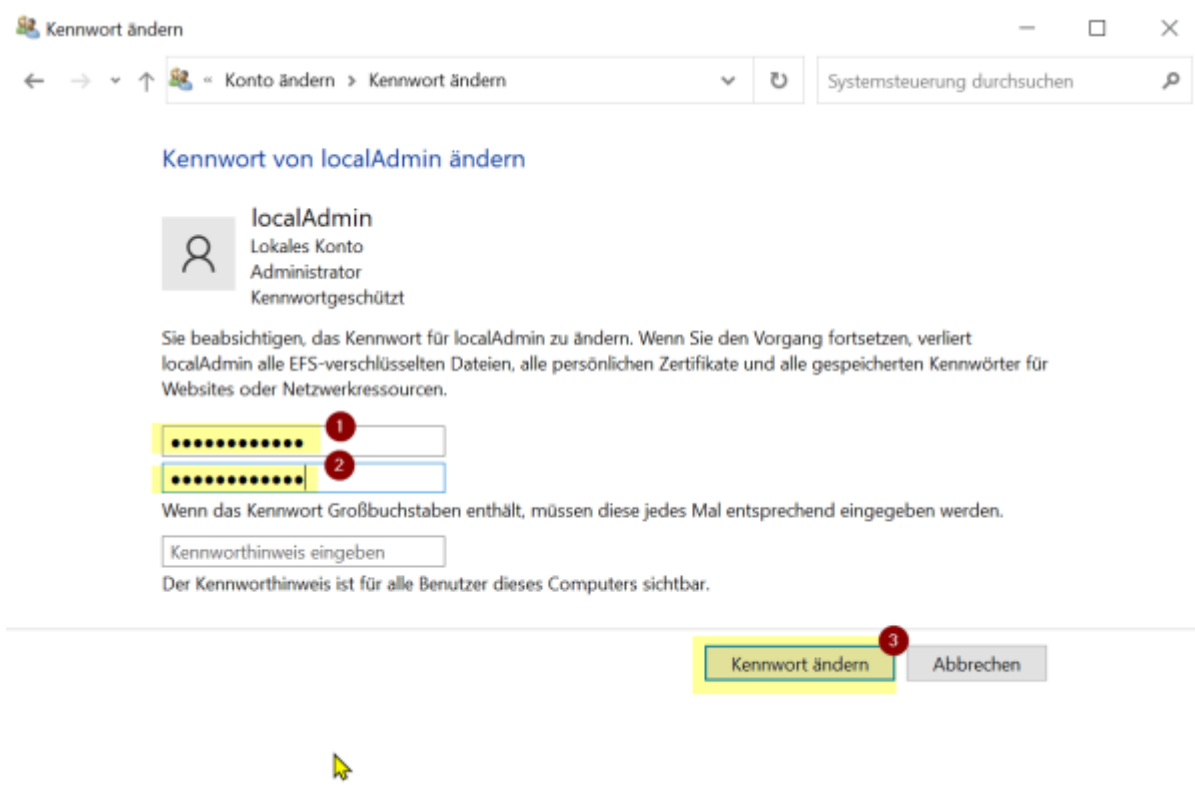 Kennwort ändern
« Konto ändern > Kennwort ändern
Systemsteuerung durchsuchen
Kennwort von localAdmin ändern
localAdmin
Lokales Konto
Administrator
Kennwortgeschützt
Sie beabsichtigen, das Kennwort für localAdmin zu ändern. Wenn Sie den Vorgang fortsetzen, verliert
localAdmin alle EFS-verschlüsselten Dateien, alle persönlichen Zertifikate und alle gespeicherten Kennwörter für
Websites oder Netzwerkressourcen.
●●●●●●●●●●●● 1
●●●●●●●●●●●● 2
Wenn das Kennwort Großbuchstaben enthält, müssen diese jedes Mal entsprechend eingegeben werden.
Kennworthinweis eingeben
Der Kennworthinweis ist für alle Benutzer dieses Computers sichtbar.
3
Kennwort ändern Abbrechen